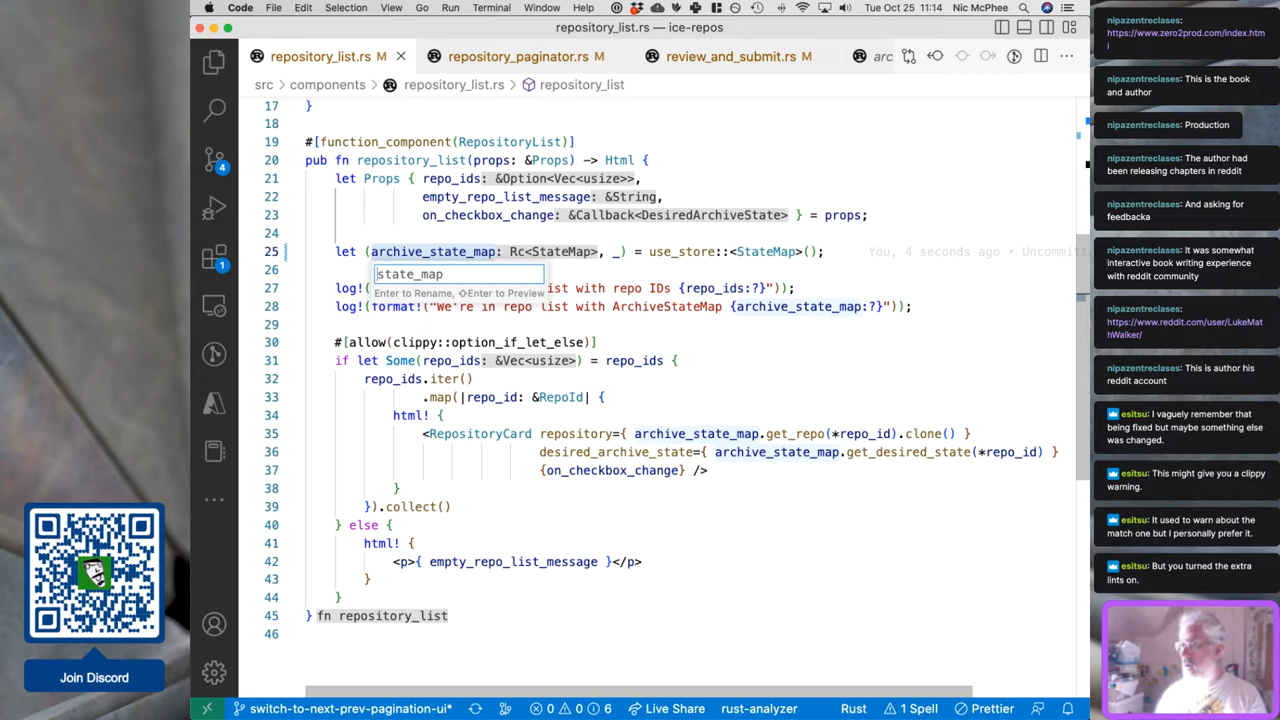 Code File Edit Selection View Go Run Terminal Window Help Tue Oct 25 11:14 Nic McPhee
repository_list.rs — ice-repos
repository_list.rs M repository_paginator.rs M review_and_submit.rs M arc
src components repository_list.rs repository_list
17 }
18
19 #[function_component(RepositoryList)]
20 pub fn repository_list(props: &Props) -> Html {
21 let Props { repo_ids: &Option<Vec<usize>>,
22 empty_repo_list_message: &String,
23 on_checkbox_change: &Callback<DesiredArchiveState> } = props;
24
25 let (archive_state_map: Rc<StateMap>, _) = use_store::<StateMap>(); You, 4 seconds ago • Uncommitt
26 state_map
Enter to Rename, ⇧Enter to Preview
27 log! st with repo IDs {repo_ids:?}"));
28 log!(format!("We're in repo list with ArchiveStateMap {archive_state_map:?}"));
29
30 #[allow(clippy::option_if_let_else)]
31 if let Some(repo_ids: &Vec<usize>) = repo_ids {
32 repo_ids.iter()
33 .map(|repo_id: &RepoId| {
34 html! {
35 <RepositoryCard repository={ archive_state_map.get_repo(*repo_id).clone() }
36 desired_archive_state={ archive_state_map.get_desired_state(*repo_id) }
37 {on_checkbox_change} />
38 }
39 }).collect()
40 } else {
41 html! {
42 <p>{ empty_repo_list_message }</p>
43 }
44 }
45 } fn repository_list
46
4
1
Join Discord
switch-to-next-prev-pagination-ui* 0 0 6 Live Share rust-analyzer Rust 1 Spell Prettier
nipazentreclases:
https://www.zero2prod.com/index.htm
l
nipazentreclases: This is the book
and author
nipazentreclases: Production
nipazentreclases: The author had
been releasing chapters in reddit
nipazentreclases: And asking for
feedbacka
nipazentreclases: It was somewhat
interactive book writing experience
with reddit community
nipazentreclases:
https://www.reddit.com/user/LukeMat
hWalker/
nipazentreclases: This is author his
reddit account
esitsu: I vaguely remember that
being fixed but maybe something else
was changed.
esitsu: This might give you a clippy
warning.
esitsu: It used to warn about the
match one but I personally prefer it.
esitsu: But you turned the extra
lints on.